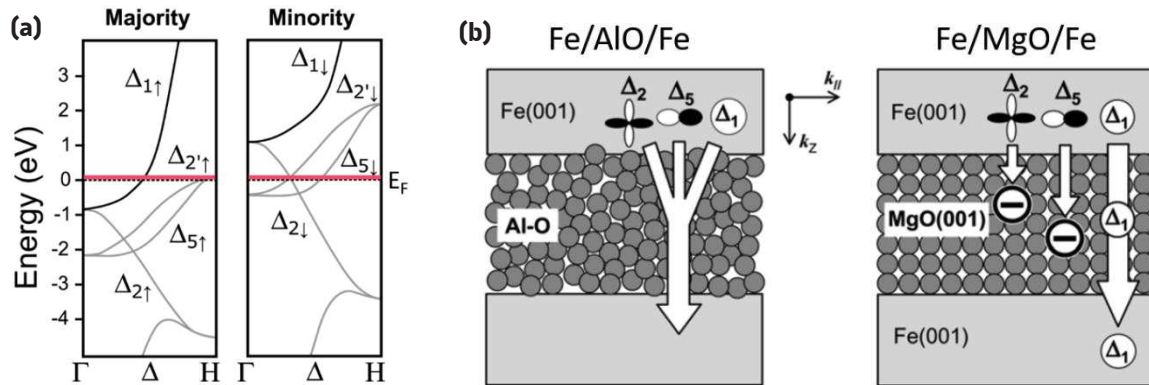 (a)
Majority
Minority
Energy (eV)
3
2
1
0
-1
-2
-3
-4
Δ1↑
Δ2'↑
Δ5↑
Δ2↑
Γ Δ H
Δ1↓
Δ2'↓
Δ5↓
Δ2↓
EF
Γ Δ H
(b)
Fe/AlO/Fe
Fe(001)
Δ2
Δ5
Δ1
Al-O
k//
kz
Fe/MgO/Fe
Fe(001)
Δ2
Δ5
Δ1
MgO(001)
Δ1
Fe(001)
Δ1